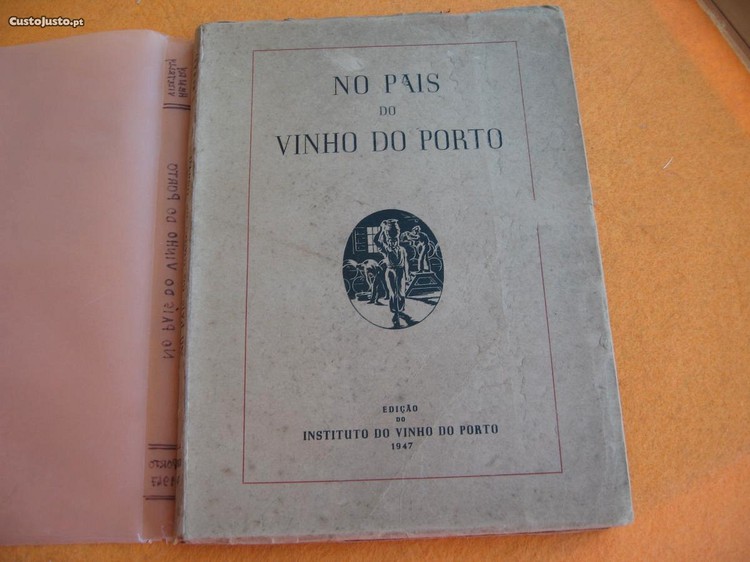 CustoJusto.pt
NO PAIS
DO
VINHO DO PORTO
EDIÇÃO
DO
INSTITUTO DO VINHO DO PORTO
1947
NO PAIS DO VINHO DO PORTO